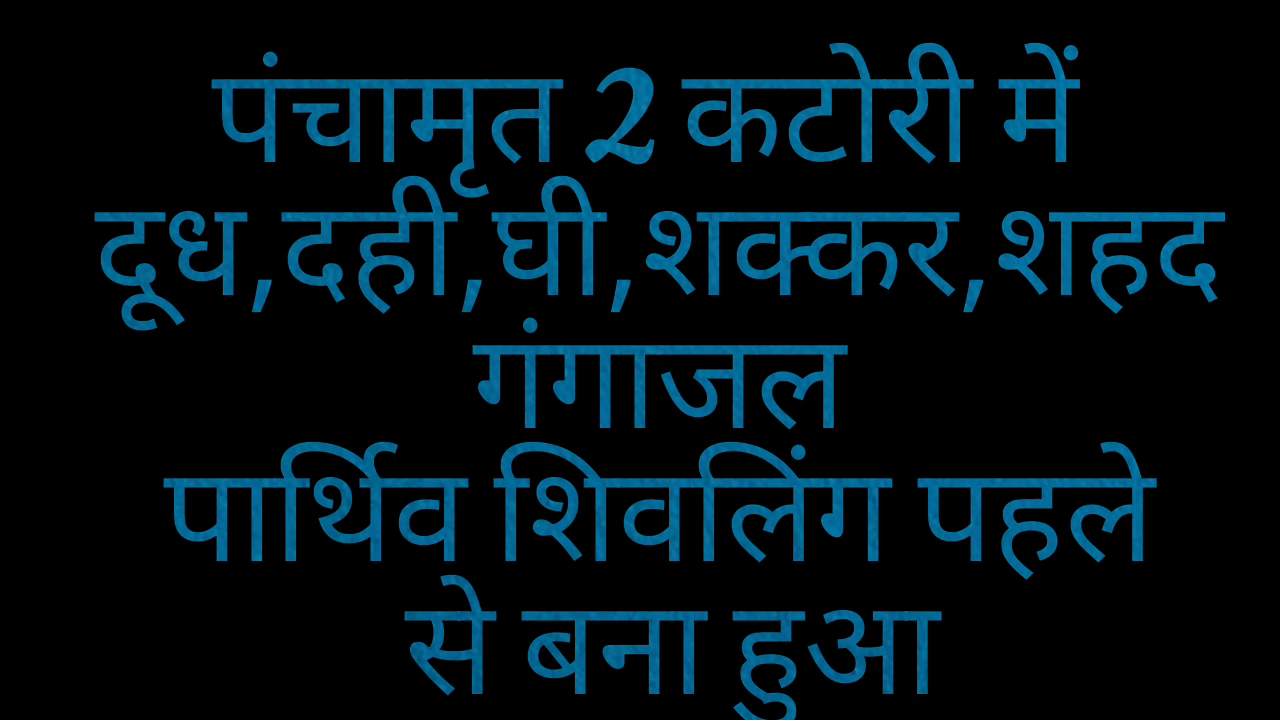 पंचामृत 2 कटोरी में
दूध,दही,घी,शक्कर,शहद
गंगाजल
पार्थिव शिवलिंग पहले
से बना हुआ